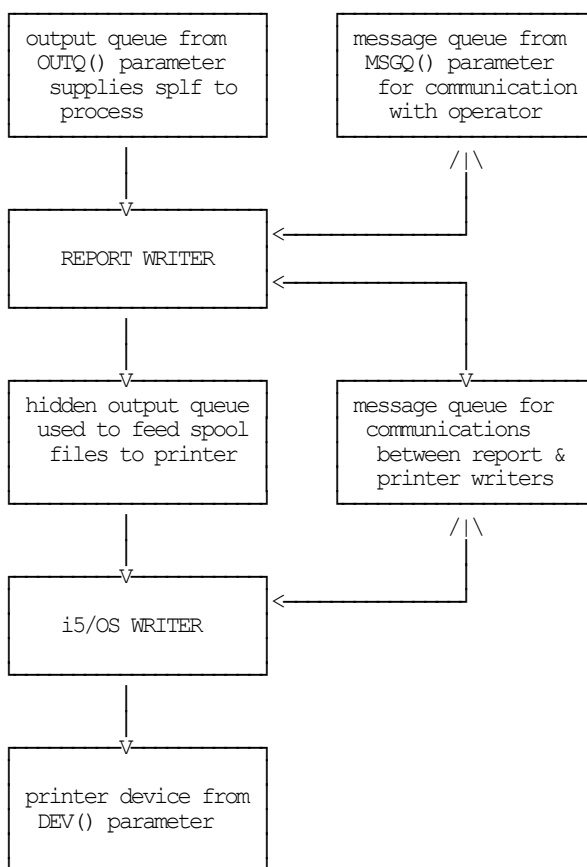 output queue from
OUTQ() parameter
supplies splf to
process
message queue from
MSGQ() parameter
for communication
with operator
REPORT WRITER
hidden output queue
used to feed spool
files to printer
message queue for
communications
between report &
printer writers
i5/OS WRITER
printer device from
DEV() parameter